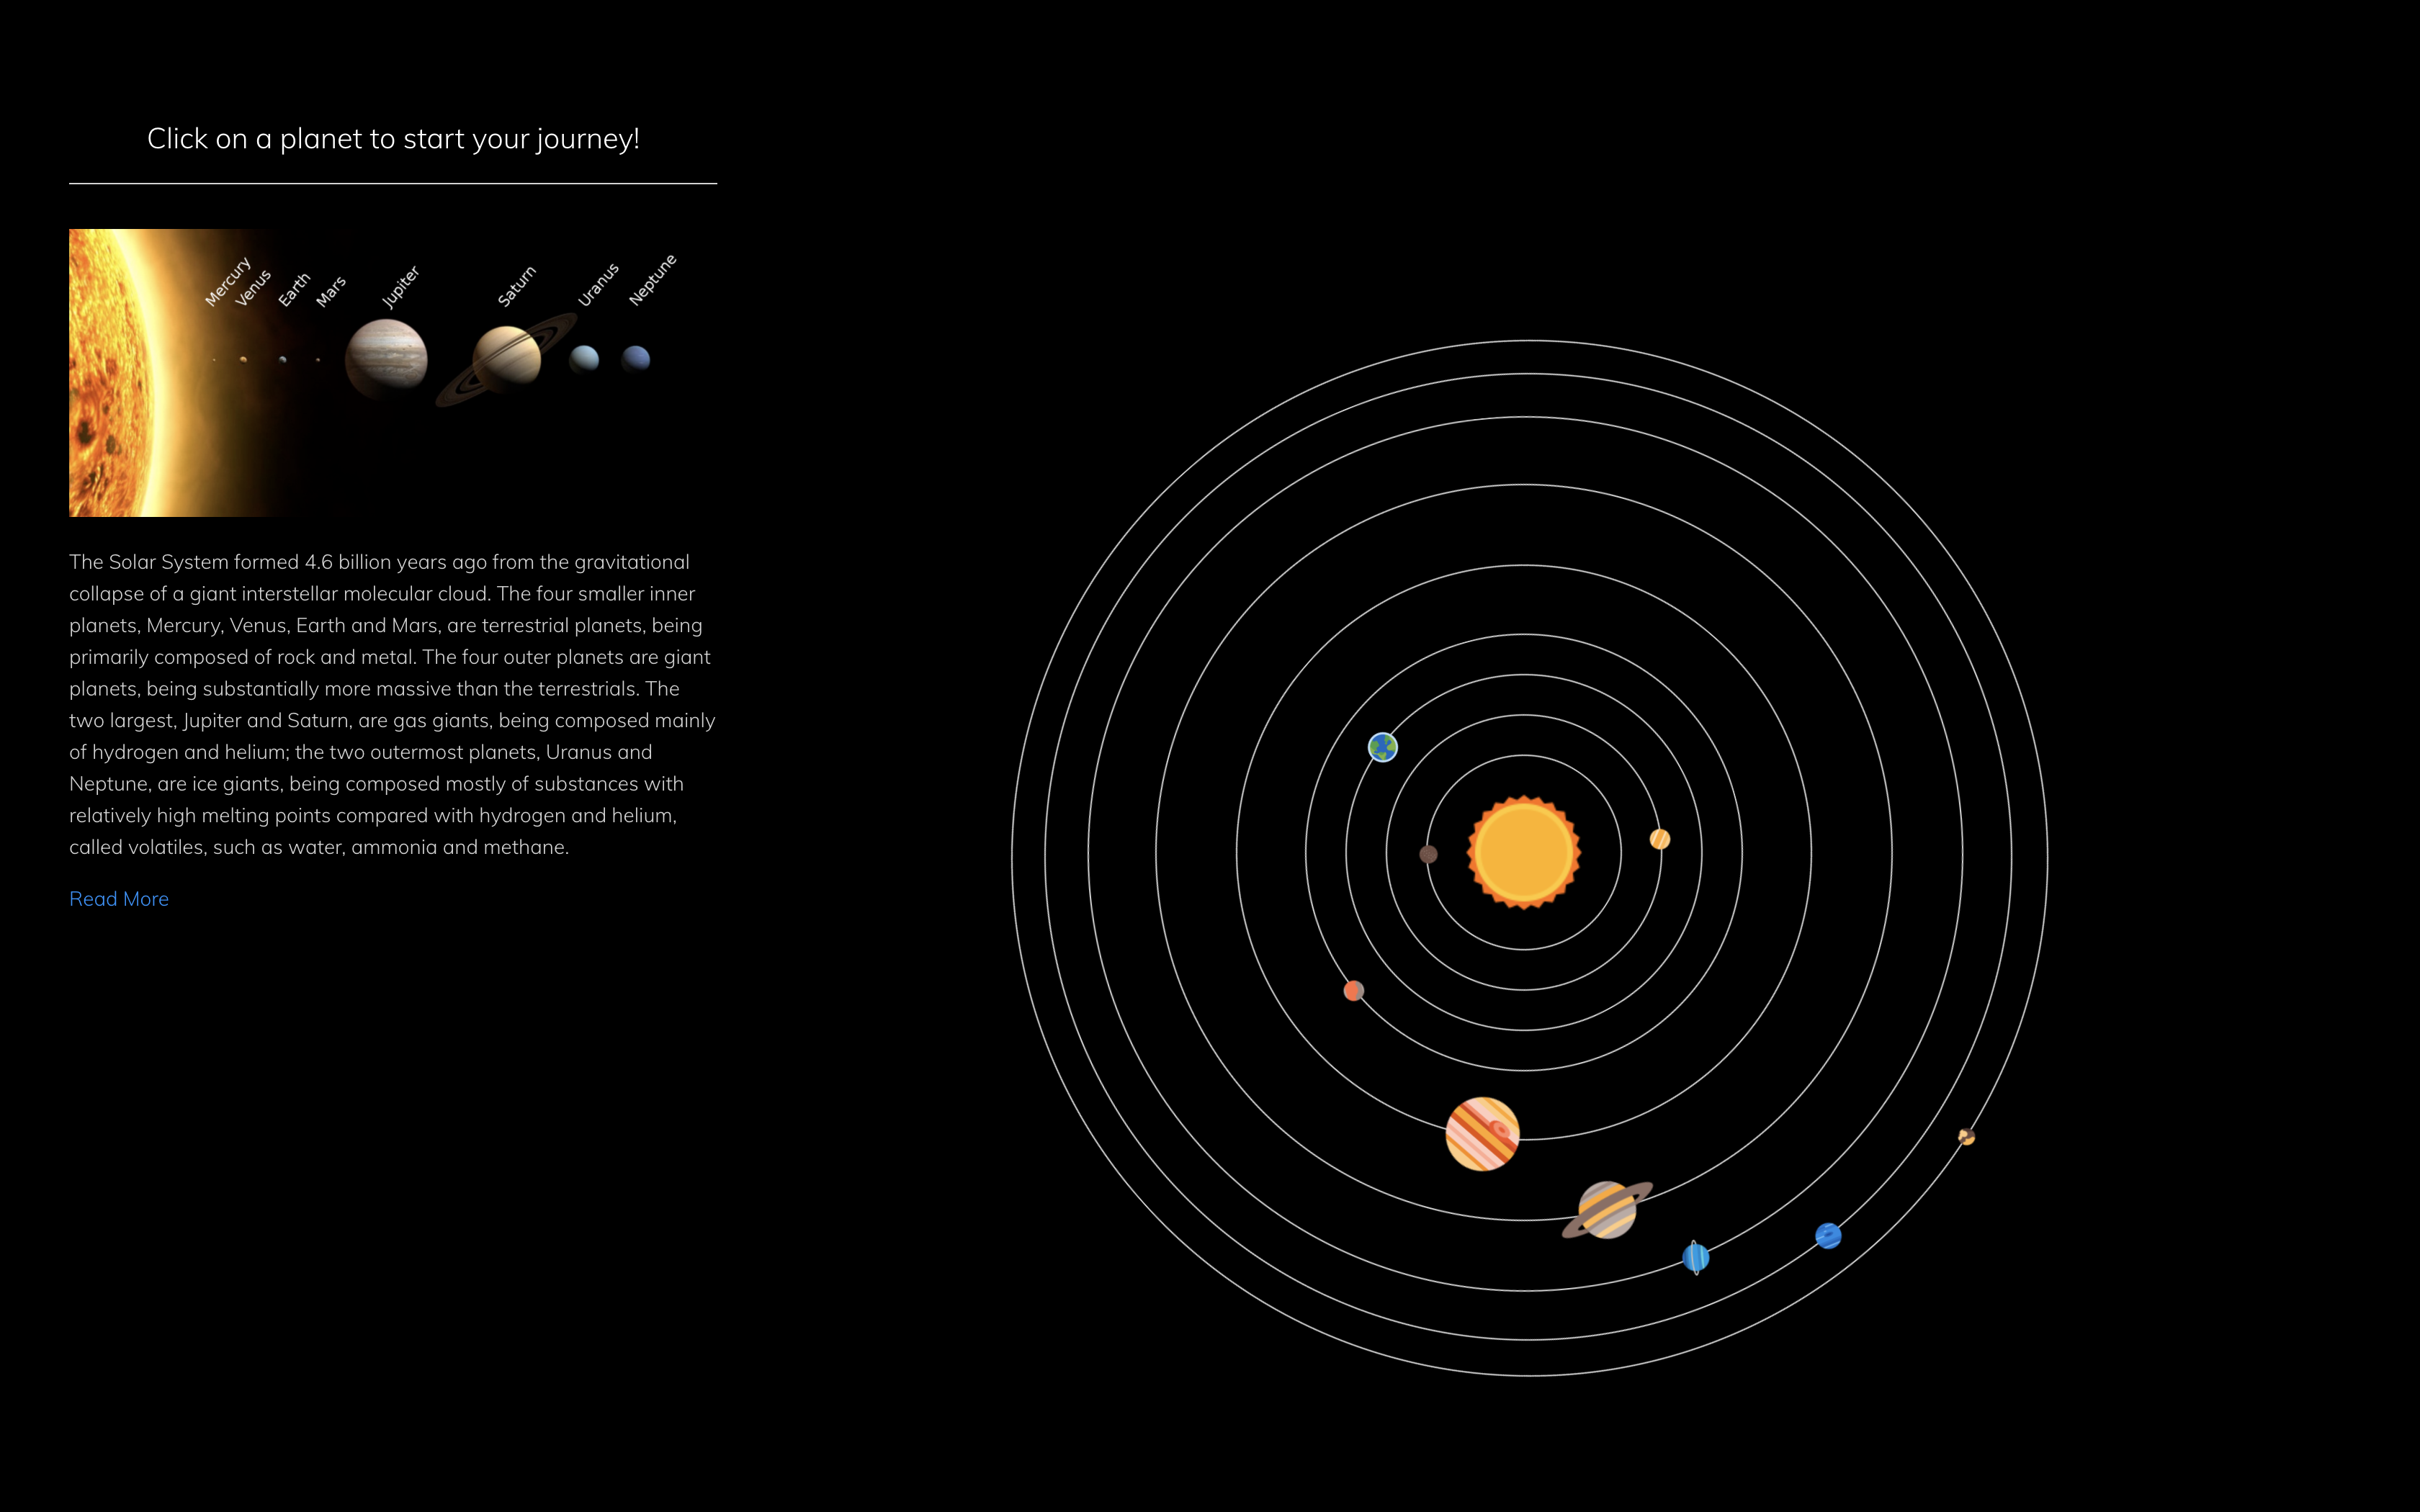 Click on a planet to start your journey!
Mercury
Venus
Earth
Mars
Jupiter
Saturn
Uranus
Neptune
The Solar System formed 4.6 billion years ago from the gravitational
collapse of a giant interstellar molecular cloud. The four smaller inner
planets, Mercury, Venus, Earth and Mars, are terrestrial planets, being
primarily composed of rock and metal. The four outer planets are giant
planets, being substantially more massive than the terrestrials. The
two largest, Jupiter and Saturn, are gas giants, being composed mainly
of hydrogen and helium; the two outermost planets, Uranus and
Neptune, are ice giants, being composed mostly of substances with
relatively high melting points compared with hydrogen and helium,
called volatiles, such as water, ammonia and methane.
Read More